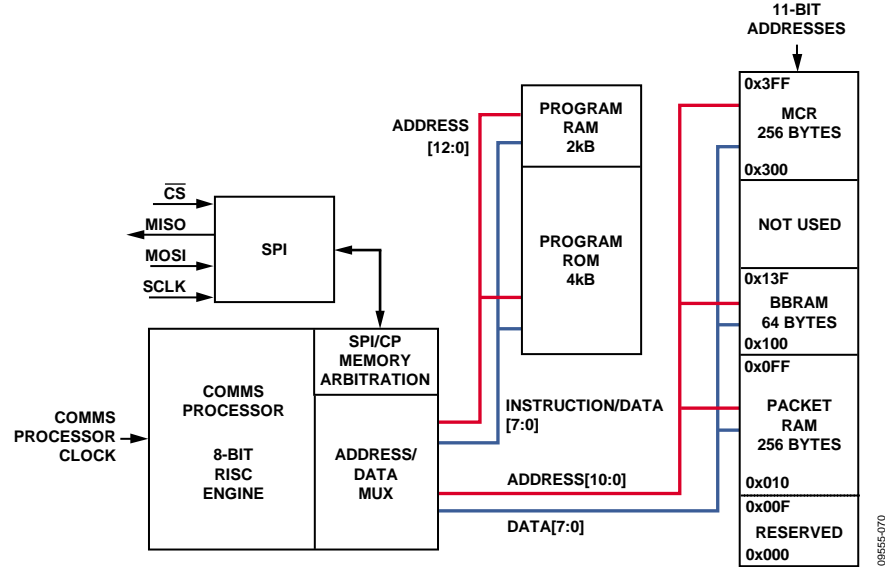 11-BIT
ADDRESSES
0x3FF
MCR
256 BYTES
0x300
NOT USED
0x13F
BBRAM
64 BYTES
0x100
0x0FF
PACKET
RAM
256 BYTES
0x010
0x00F
RESERVED
0x000
PROGRAM
RAM
2kB
PROGRAM
ROM
4kB
ADDRESS
[12:0]
CS
MISO
MOSI
SCLK
SPI
SPI/CP
MEMORY
ARBITRATION
COMMS
PROCESSOR
8-BIT
RISC
ENGINE
ADDRESS/
DATA
MUX
COMMS
PROCESSOR
CLOCK
INSTRUCTION/DATA
[7:0]
ADDRESS[10:0]
DATA[7:0]
09555-070